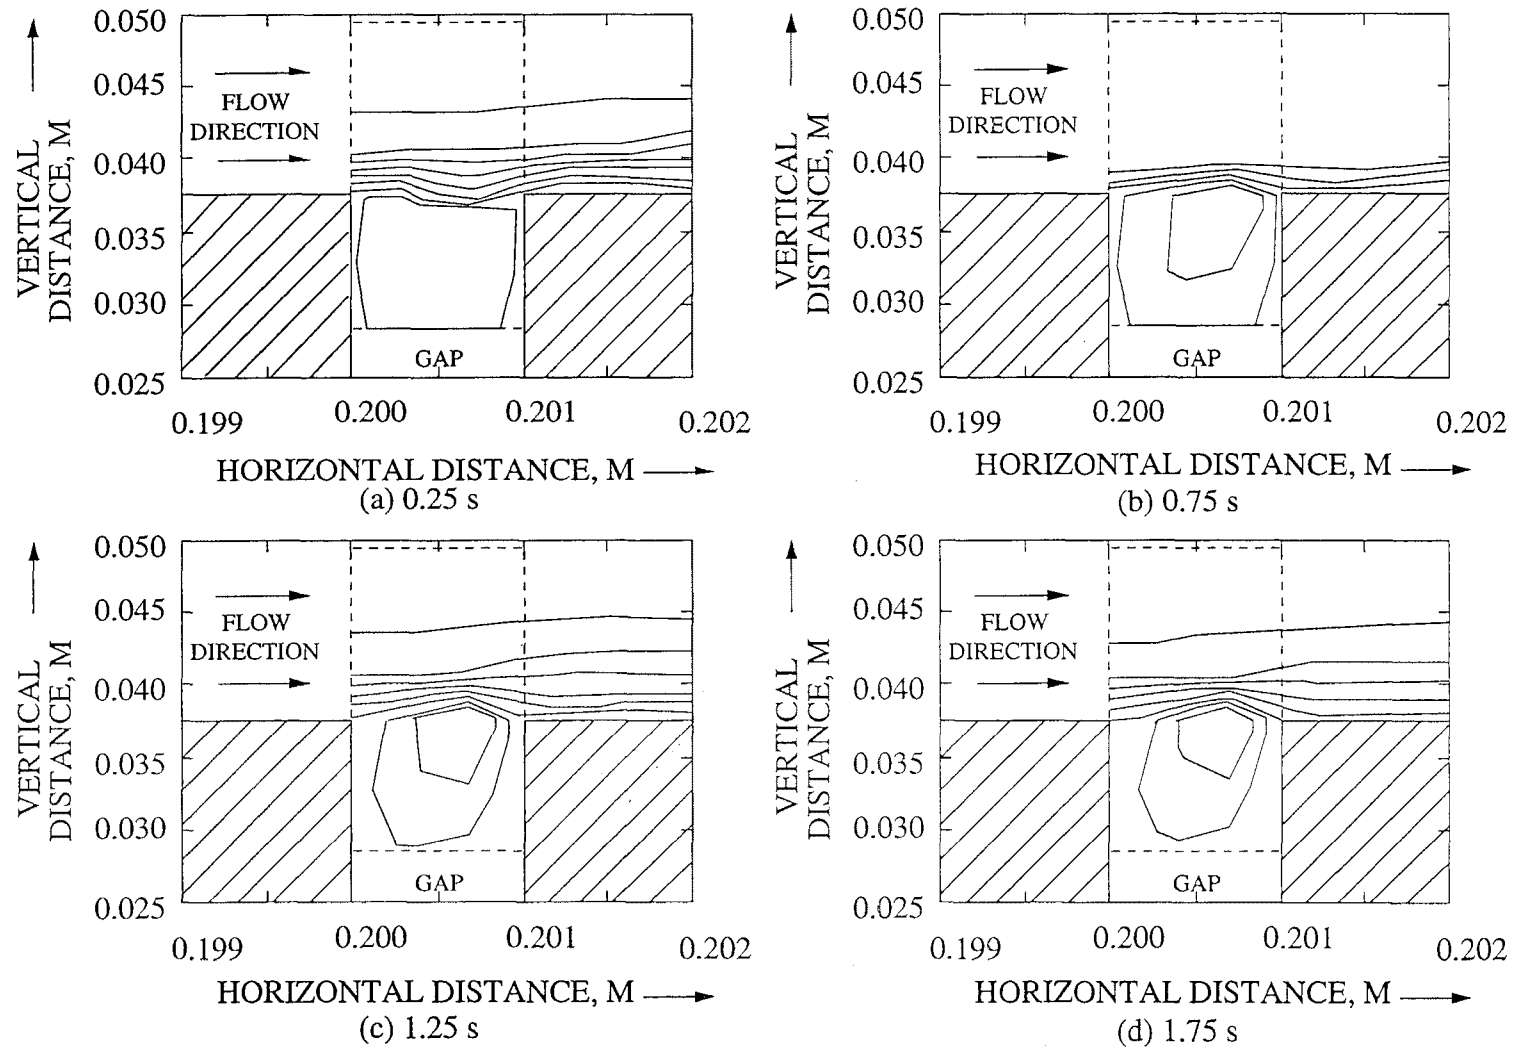 0.050
0.045
0.040
0.035
0.030
0.025
VERTICAL
DISTANCE, M
FLOW
DIRECTION
GAP
0.199
0.200
0.201
0.202
HORIZONTAL DISTANCE, M
(a) 0.25 s
0.050
0.045
0.040
0.035
0.030
0.025
VERTICAL
DISTANCE, M
FLOW
DIRECTION
GAP
0.199
0.200
0.201
0.202
HORIZONTAL DISTANCE, M
(b) 0.75 s
0.050
0.045
0.040
0.035
0.030
0.025
VERTICAL
DISTANCE, M
FLOW
DIRECTION
GAP
0.199
0.200
0.201
0.202
HORIZONTAL DISTANCE, M
(c) 1.25 s
0.050
0.045
0.040
0.035
0.030
0.025
VERTICAL
DISTANCE, M
FLOW
DIRECTION
GAP
0.199
0.200
0.201
0.202
HORIZONTAL DISTANCE, M
(d) 1.75 s